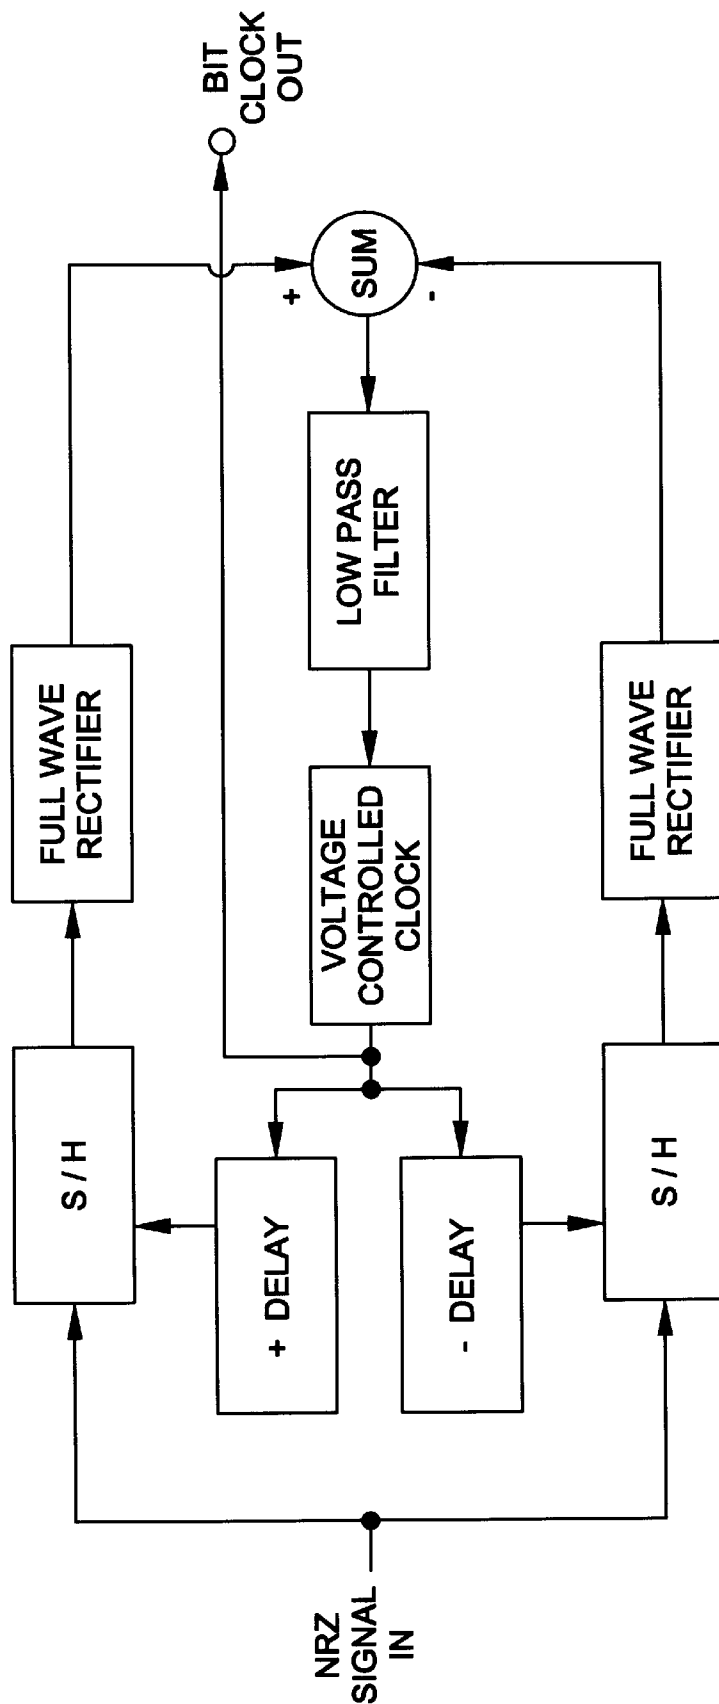 NRZ
SIGNAL
IN
S / H
FULL WAVE
RECTIFIER
+ DELAY
- DELAY
VOLTAGE
CONTROLLED
CLOCK
LOW PASS
FILTER
+
SUM
-
BIT
CLOCK
OUT
S / H
FULL WAVE
RECTIFIER